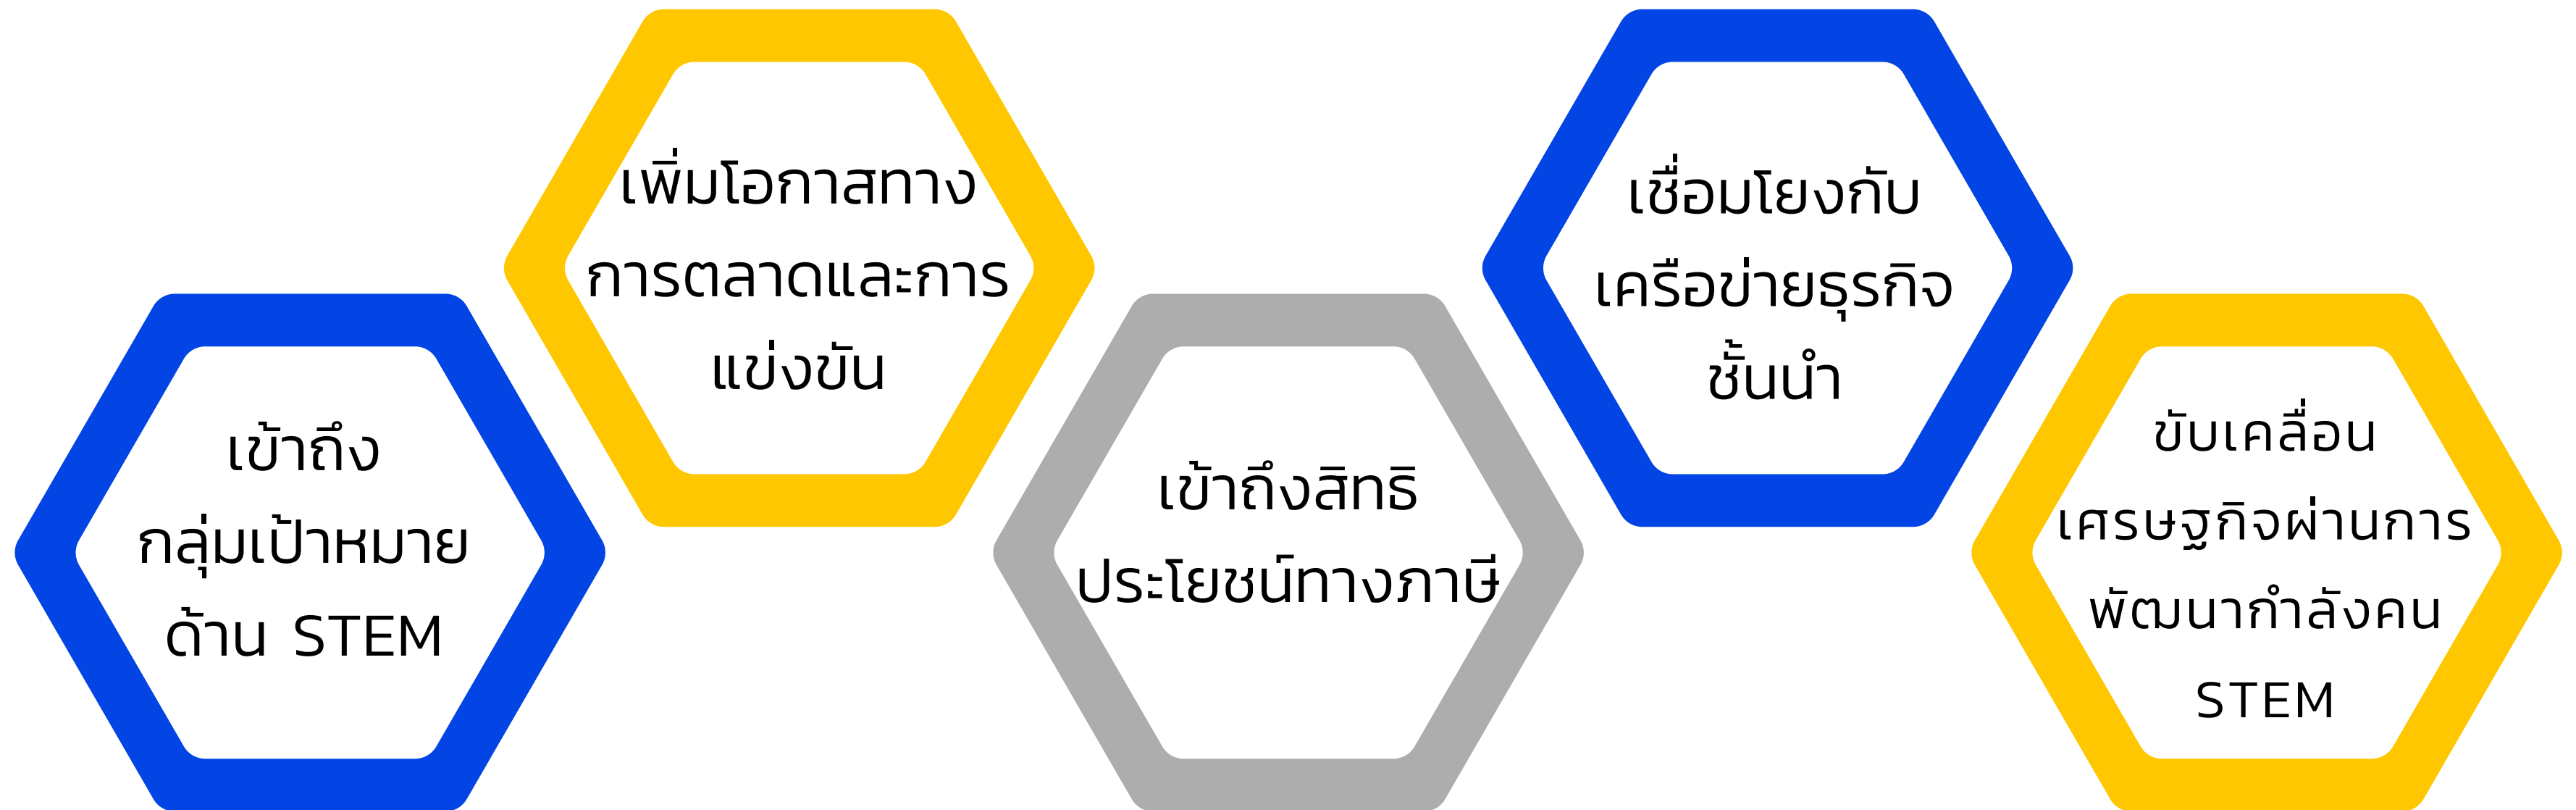 เข้าถึง
กลุ่มเป้าหมาย
ด้าน STEM
เพิ่มโอกาสทาง
การตลาดและการ
แข่งขัน
เข้าถึงสิทธิ
ประโยชน์ทางภาษี
เชื่อมโยงกับ
เครือข่ายธุรกิจ
ชั้นนำ
ขับเคลื่อน
เศรษฐกิจผ่านการ
พัฒนากำลังคน
STEM